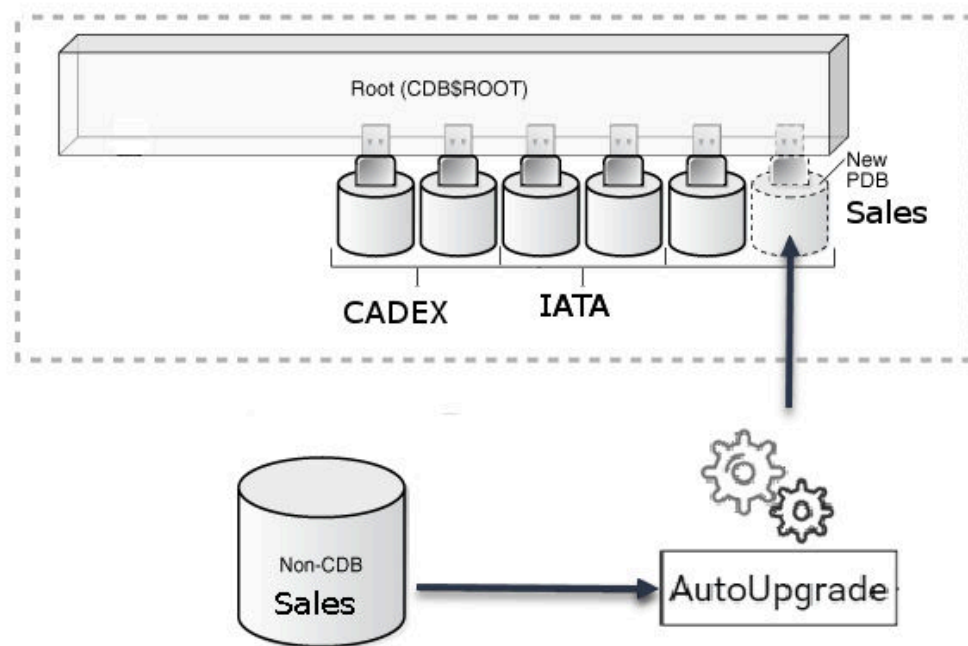 Root (CDB$ROOT)
New
PDB
Sales
CADEX
IATA
Non-CDB
Sales
AutoUpgrade